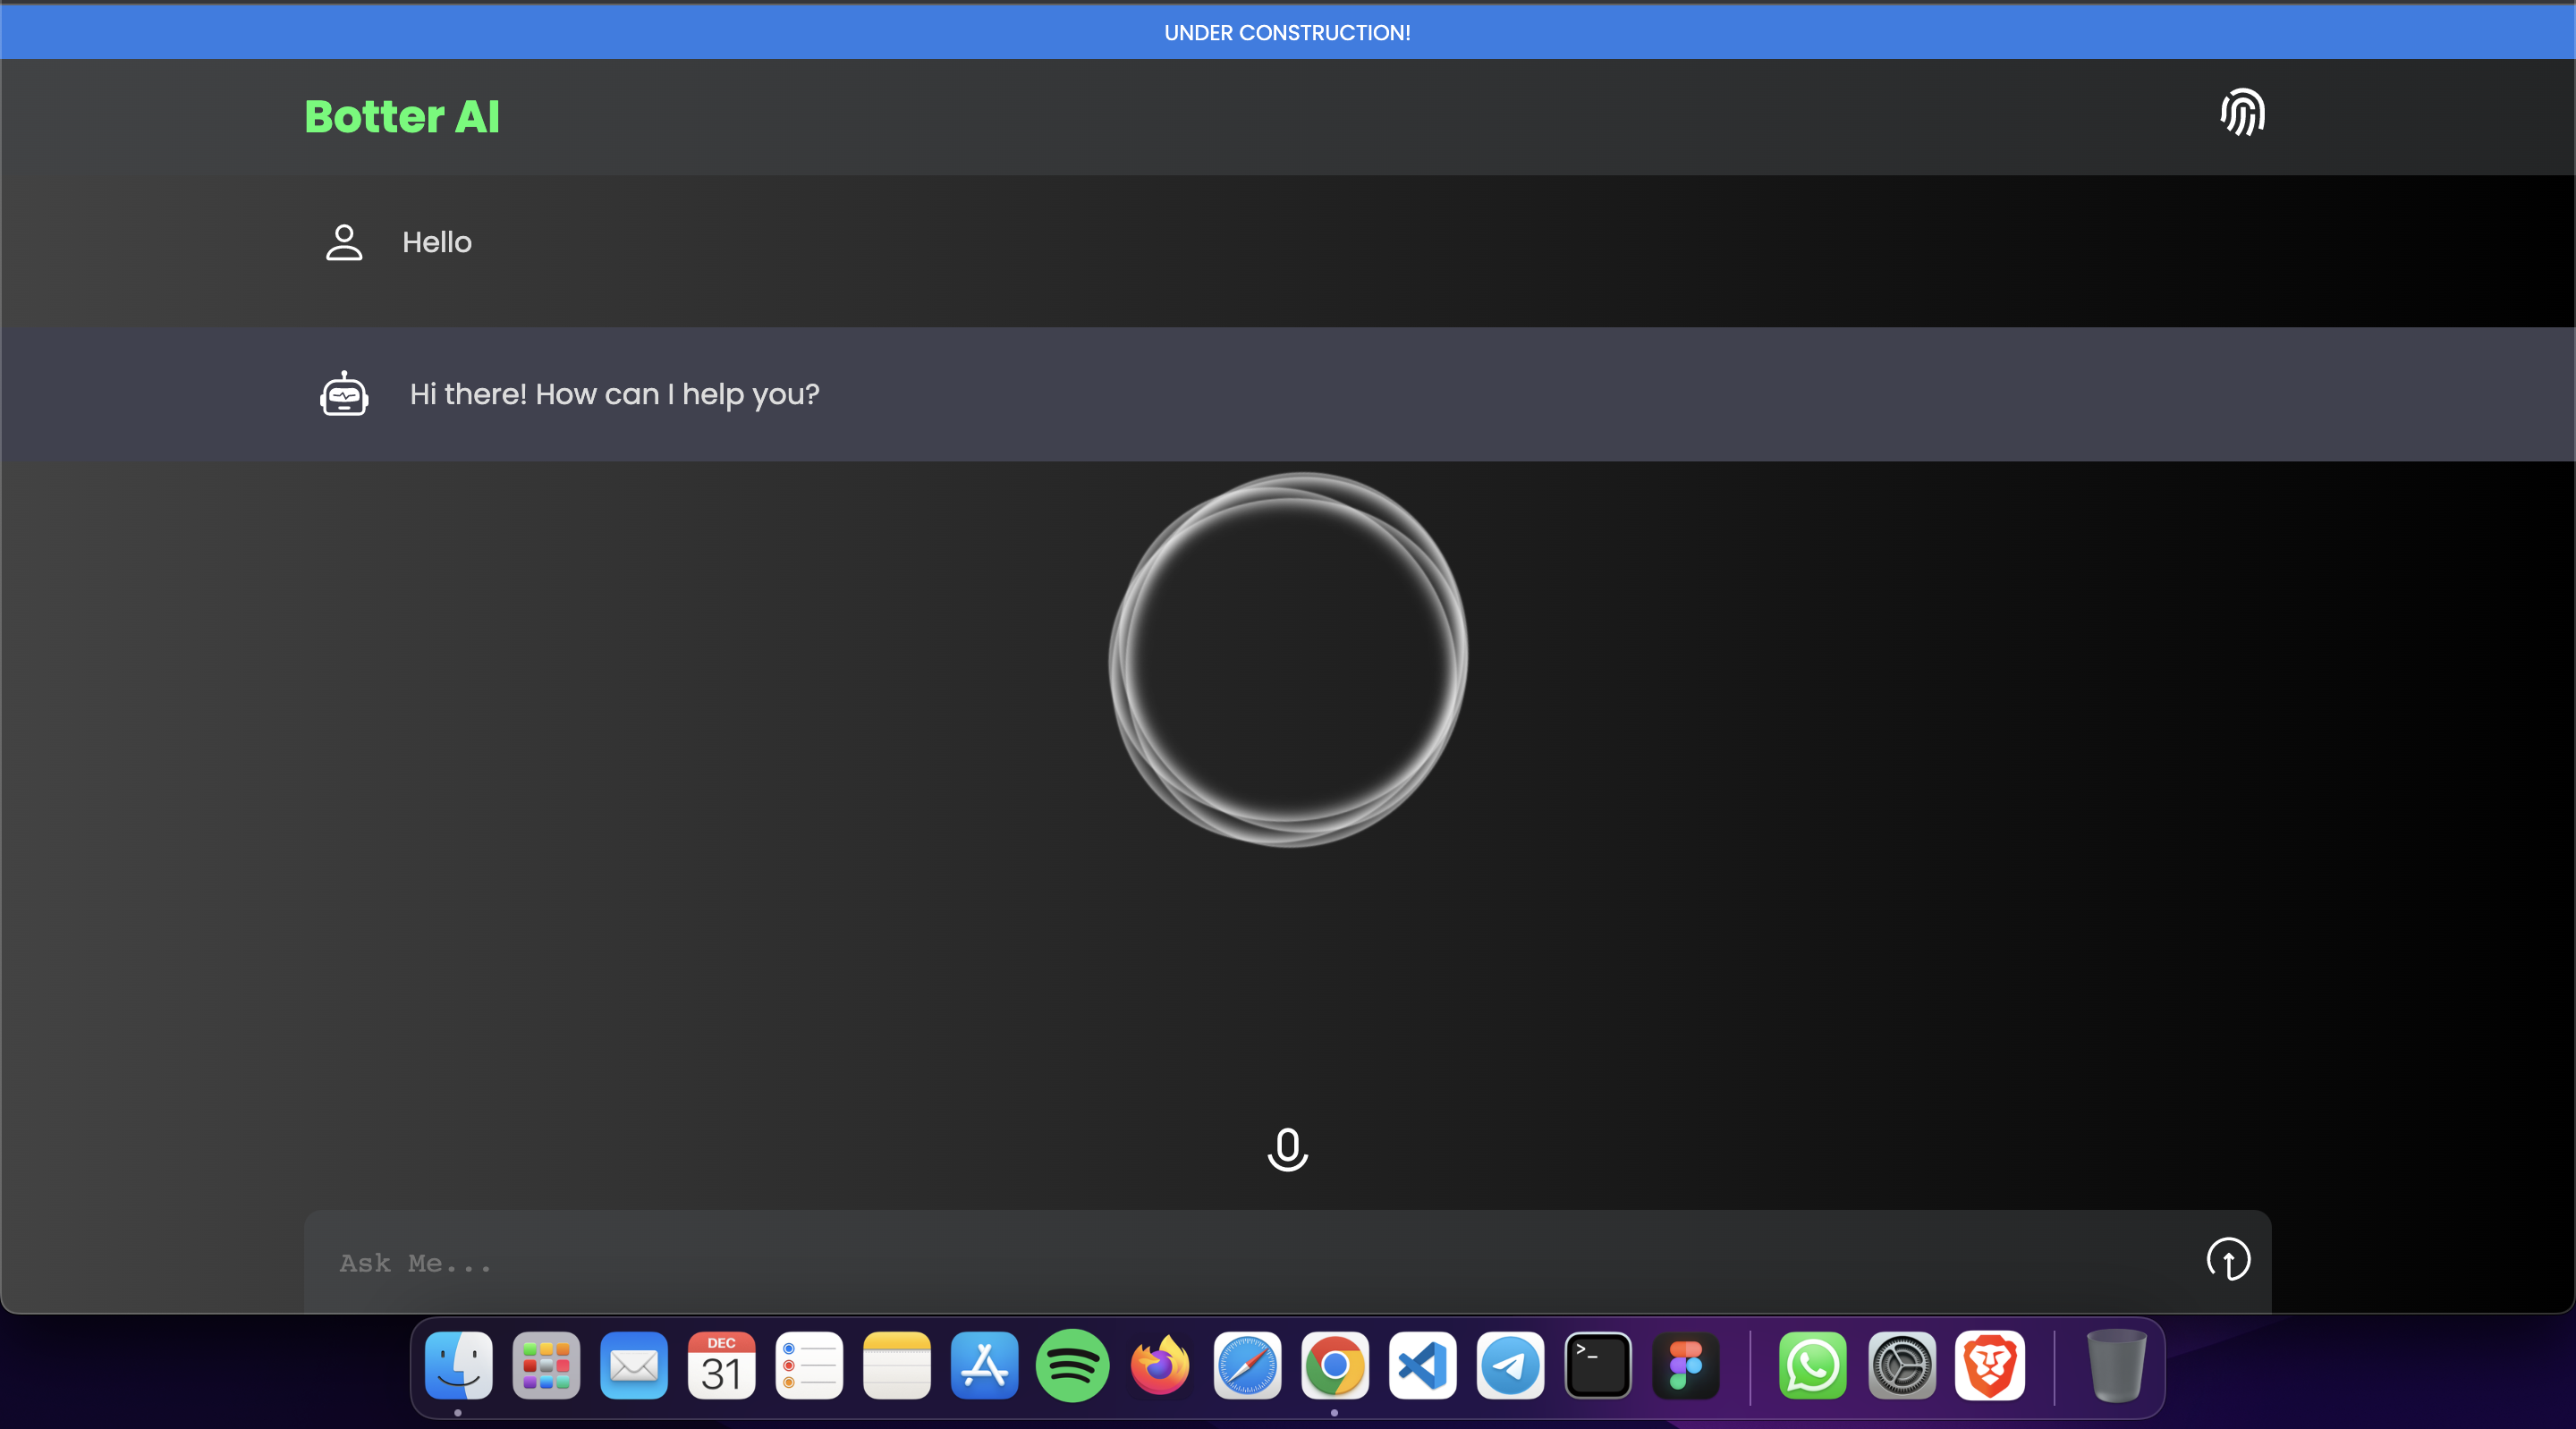 UNDER CONSTRUCTION!
Botter AI
Hello
Hi there! How can I help you?
Ask Me...
DEC
31
>_